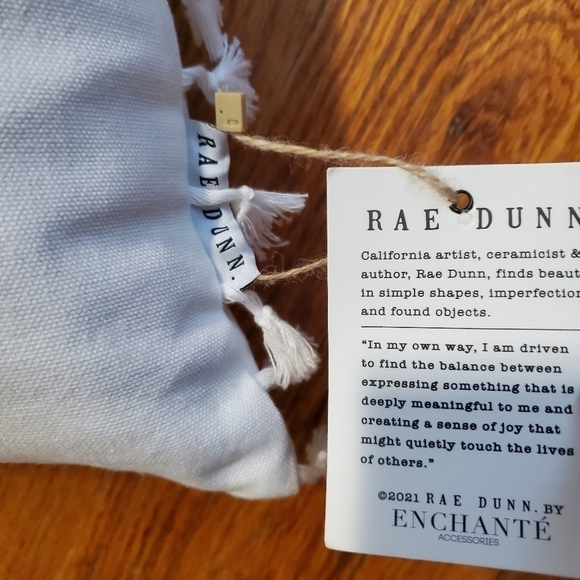 RAE DUNN.
RAE DUNN
California artist, ceramicist &
author, Rae Dunn, finds beaut
in simple shapes, imperfection
and found objects.
“In my own way, I am driven
to find the balance between
expressing something that is
deeply meaningful to me and
creating a sense of joy that
might quietly touch the lives
of others.”
©2021 RAE DUNN. BY
ENCHANTÉ
ACCESSORIES